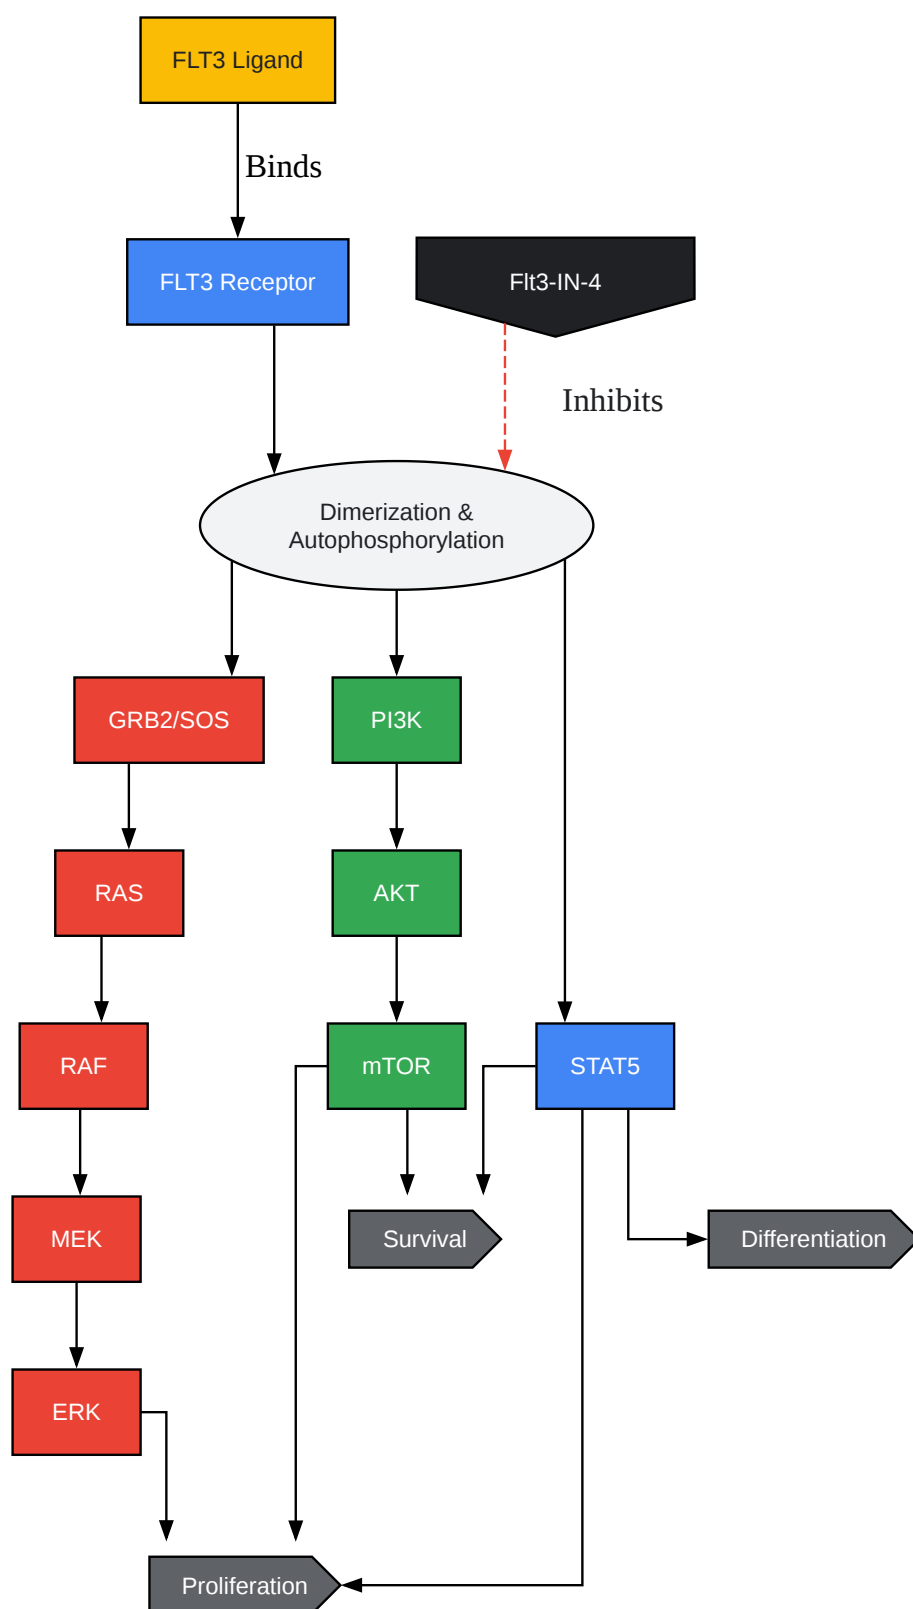 FLT3 Ligand
Binds
FLT3 Receptor
Flt3-IN-4
Inhibits
Dimerization &
Autophosphorylation
GRB2/SOS
PI3K
RAS
AKT
RAF
mTOR
STAT5
MEK
Survival
Differentiation
ERK
Proliferation